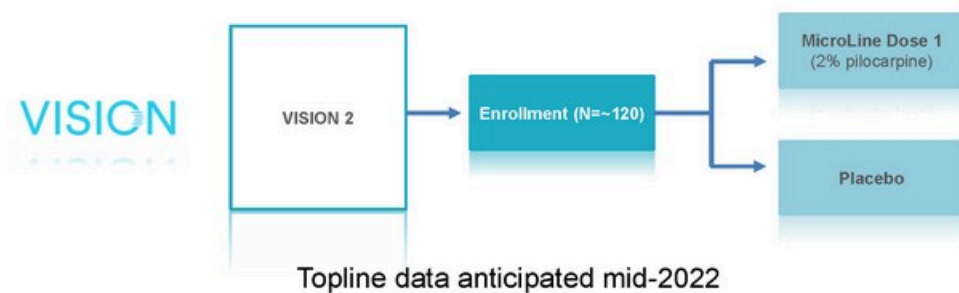 VISION
VISION 2
Enrollment (N=~120)
MicroLine Dose 1
(2% pilocarpine)
Placebo
Topline data anticipated mid-2022